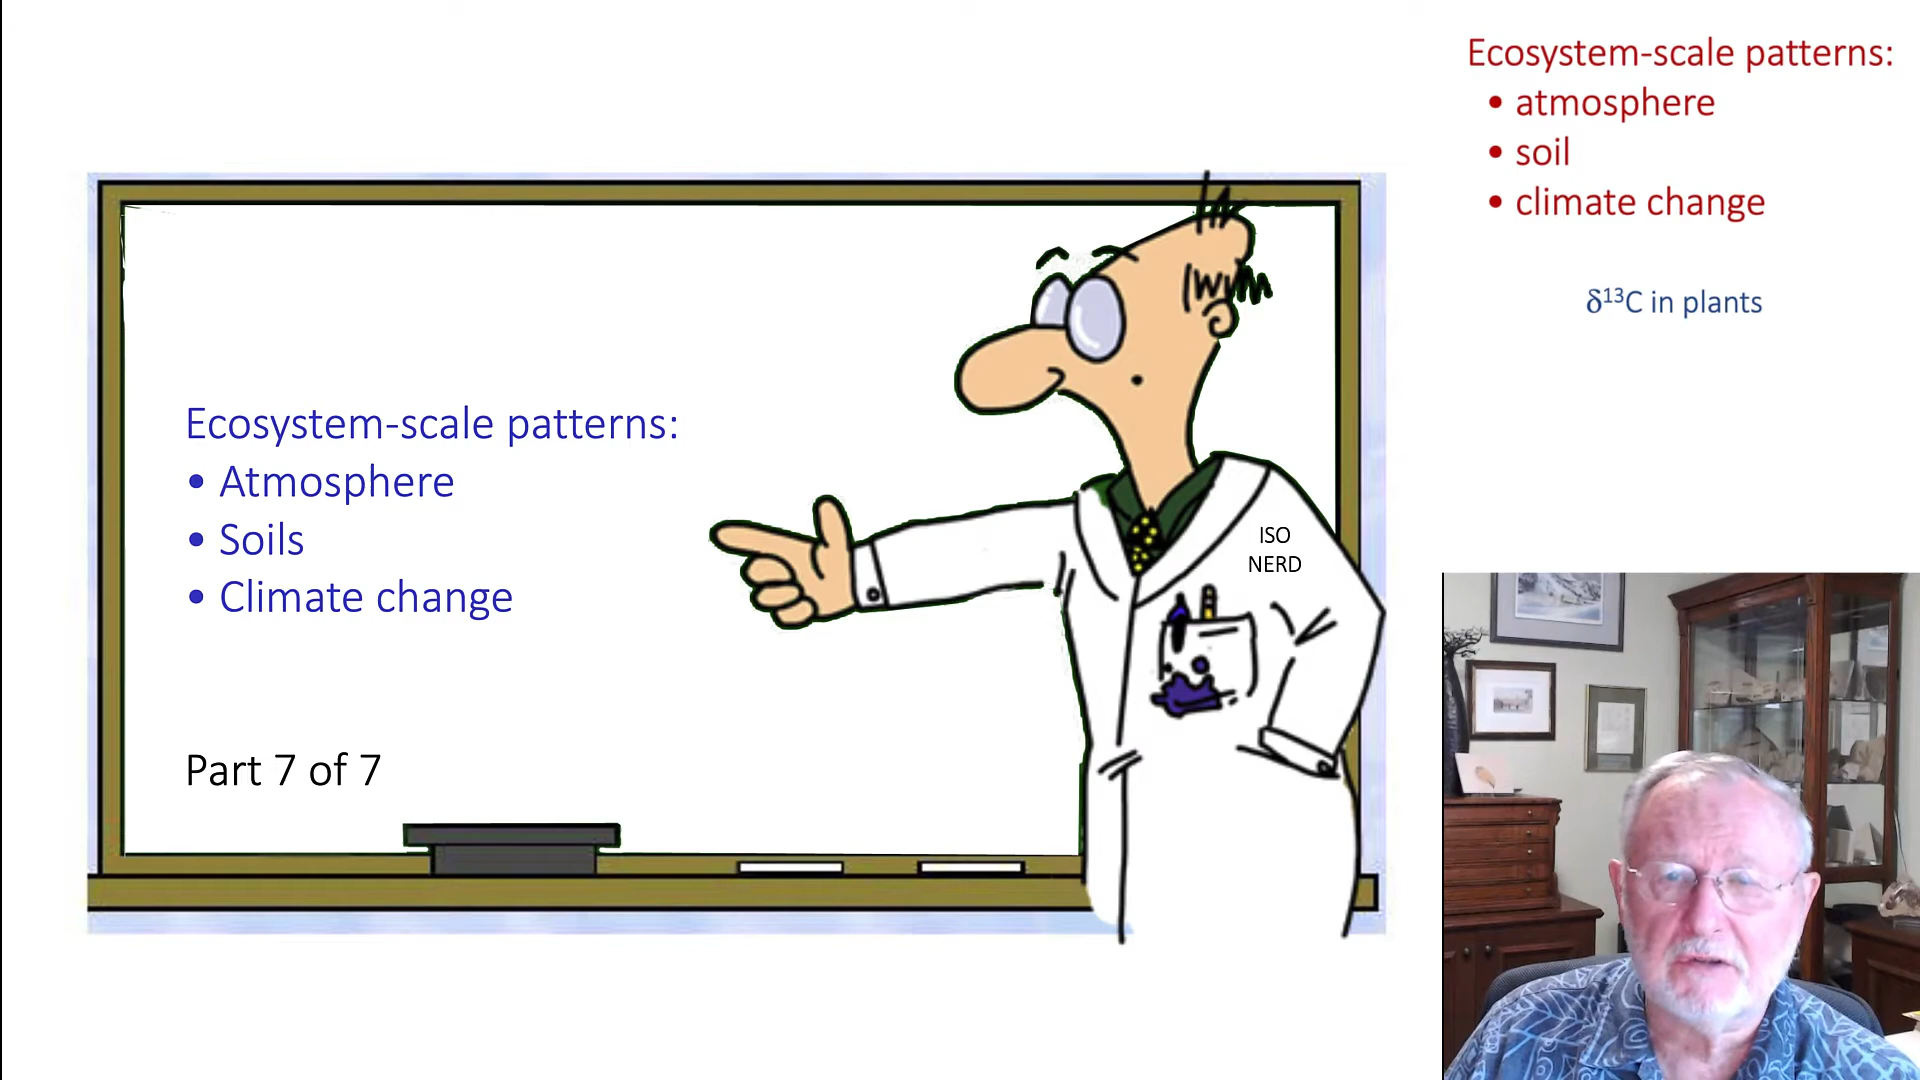 Ecosystem-scale patterns:
• atmosphere
• soil
• climate change
δ¹³C in plants
Ecosystem-scale patterns:
• Atmosphere
• Soils
• Climate change
Part 7 of 7
ISO
NERD